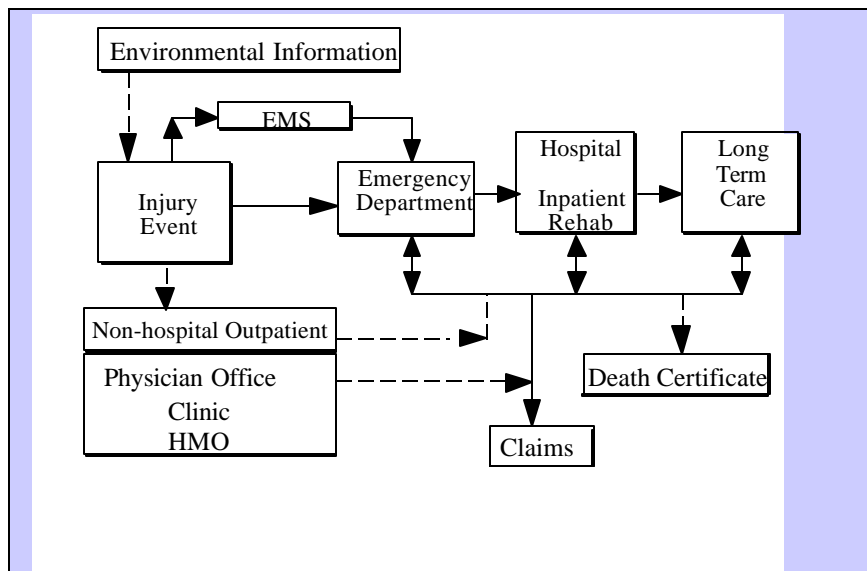 Environmental Information
EMS
Injury
Event
Emergency
Department
Hospital
Inpatient
Rehab
Long
Term
Care
Non-hospital Outpatient
Physician Office
Clinic
HMO
Death Certificate
Claims